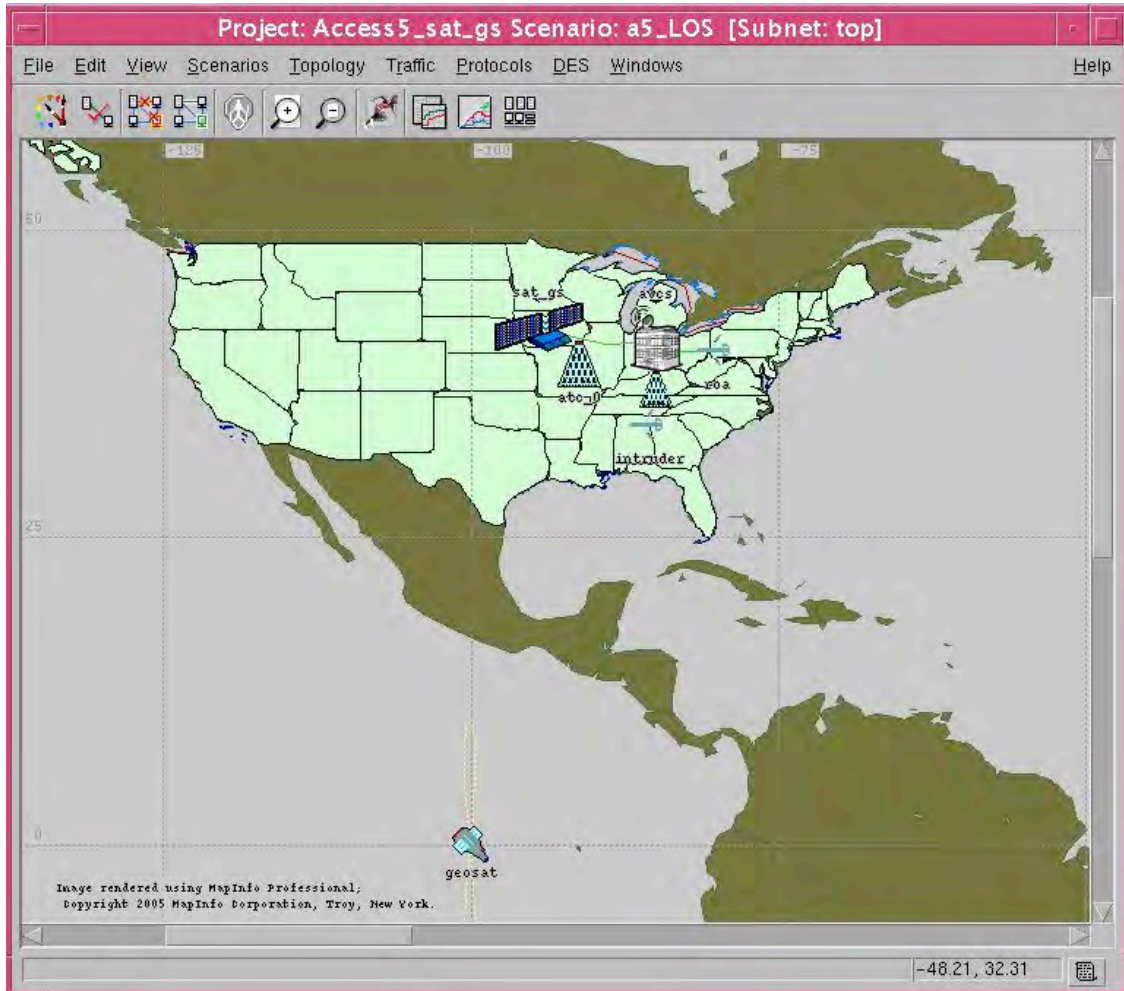 Project: Access5_sat_gs Scenario: a5_LOS [Subnet: top]
File Edit View Scenarios Topology Traffic Protocols DES Windows Help
-125 -100 -75
50
sat_gs avcs
roa
atc_0
intruder
25
0
geosat
Image rendered using MapInfo Professional;
Copyright 2005 MapInfo Corporation, Troy, New York.
-48.21, 32.31